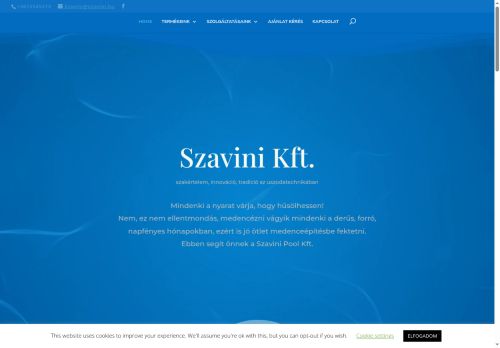 HOME TERMÉKEINK SZOLGÁLTATÁSAINK AJÁNLAT KÉRÉS KAPCSOLAT
Szavini Kft.
szakértelem, innováció, tradíció az uszodatechnikában
Mindenki a nyarat várja, hogy hűsölhessen!
Nem, ez nem ellentmondás, medencézni vágyik mindenki a derűs, forró,
napfényes hónapokban, ezért is jó ötlet medenceépítésbe fektetni.
Ebben segít önnek a Szavini Pool Kft.
This website uses cookies to improve your experience. We'll assume you're ok with this, but you can opt-out if you wish. Cookie settings ELFOGADOM